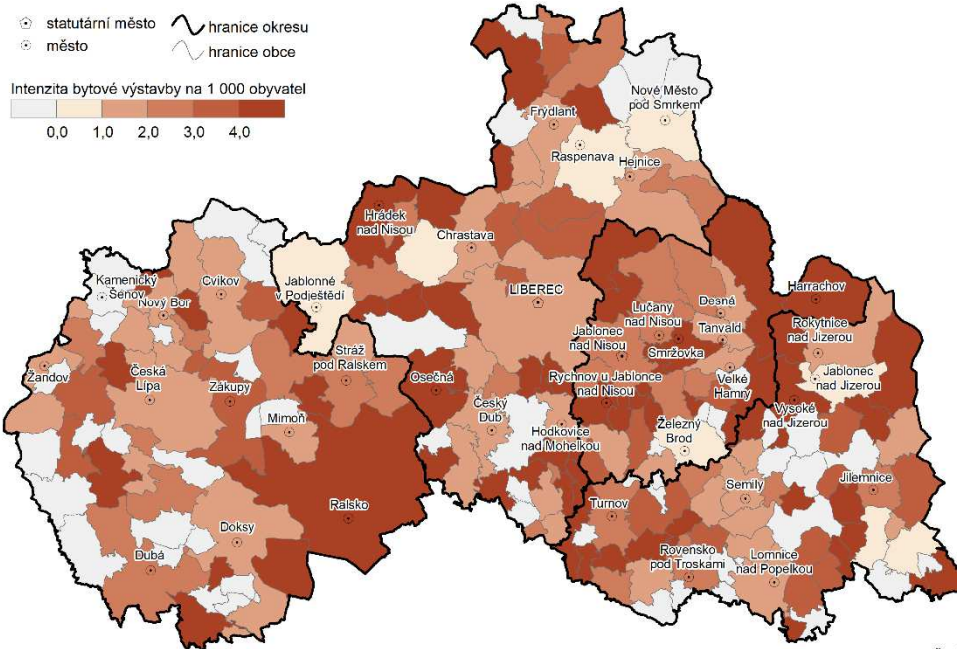 statutární město
město
hranice okresu
hranice obce
Intenzita bytové výstavby na 1 000 obyvatel
0,0 1,0 2,0 3,0 4,0
Nové Město
pod Smrkem
Frýdlant
Raspenava
Hejnice
Hrádek
nad Nisou
Chrastava
Kamenický
Šenov
Nový Bor
Cvikov
Jablonné
v Podještědí
LIBEREC
Lučany
nad Nisou
Desná
Tanvald
Harrachov
Rokytnice
nad Jizerou
Jablonec
nad Nisou
Smržovka
Jablonec
nad Jizerou
Stráž
pod Ralskem
Žandov
Česká
Lípa
Zákupy
Osečná
Rychnov u Jablonce
nad Nisou
Velké
Hamry
Vysoké
nad Jizerou
Mimoň
Český
Dub
Hodkovice
nad Mohelkou
Železný
Brod
Semily
Jilemnice
Ralsko
Turnov
Doksy
Dubá
Rovensko
pod Troskami
Lomnice
nad Popelkou